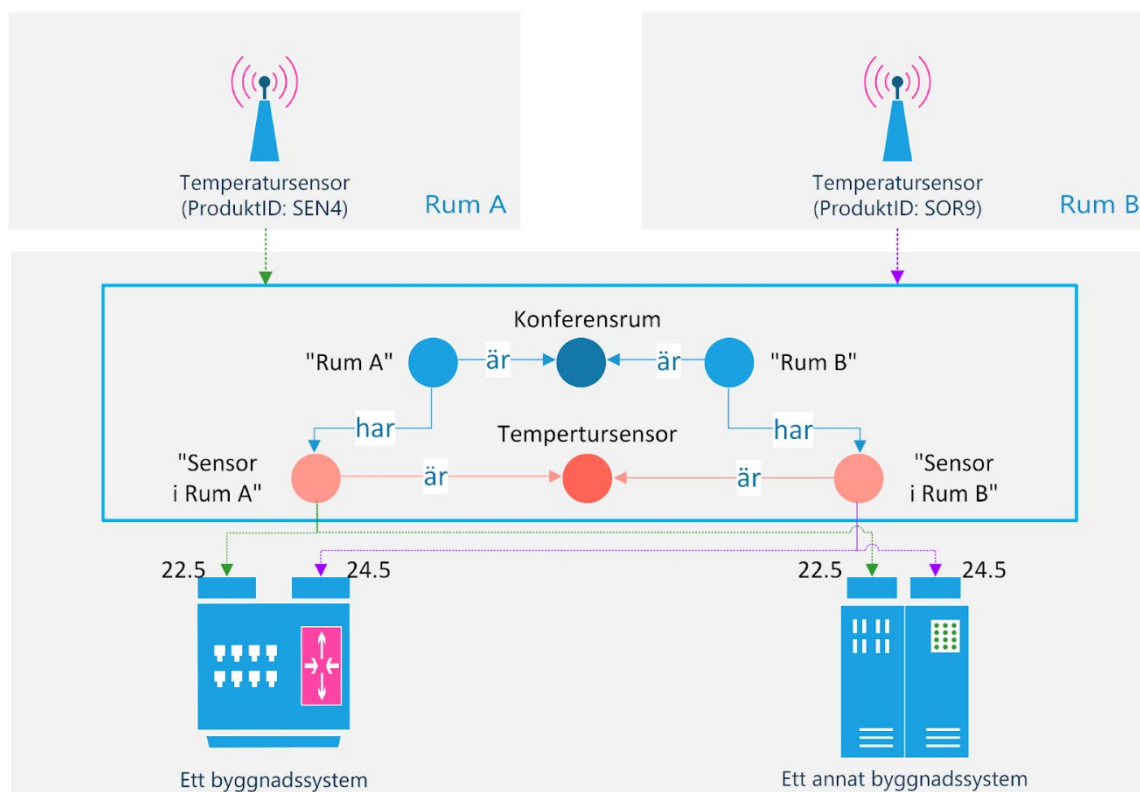 Temperatursensor
(ProduktID: SEN4)
Rum A
Temperatursensor
(ProduktID: SOR9)
Rum B
Konferensrum
"Rum A"
är
är
"Rum B"
har
har
Tempertursensor
"Sensor
i Rum A"
är
är
"Sensor
i Rum B"
22.5
24.5
22.5
24.5
Ett byggnadssystem
Ett annat byggnadssystem